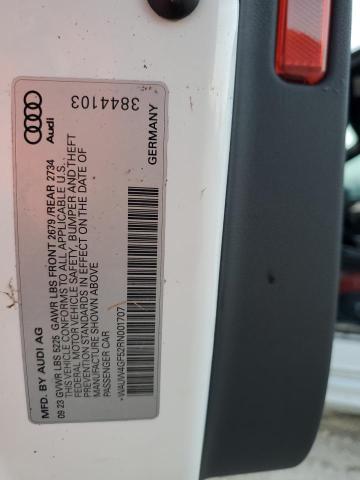 Audi
3844103
GERMANY
MFD. BY AUDI AG
09.23 GVWR LBS 5225 GAWR LBS FRONT 2679 /REAR 2734
THIS VEHICLE CONFORMS TO ALL APPLICABLE U.S.
FEDERAL MOTOR VEHICLE SAFETY, BUMPER AND THEFT
PREVENTION STANDARDS IN EFFECT ON THE DATE OF
MANUFACTURE SHOWN ABOVE
PASSENGER CAR
*WAUW4GF52RN001707*